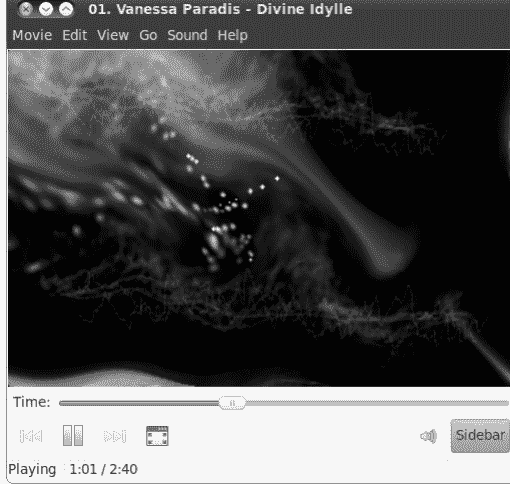 01. Vanessa Paradis - Divine Idylle
Movie Edit View Go Sound Help
Time:
Sidebar
Playing 1:01 / 2:40